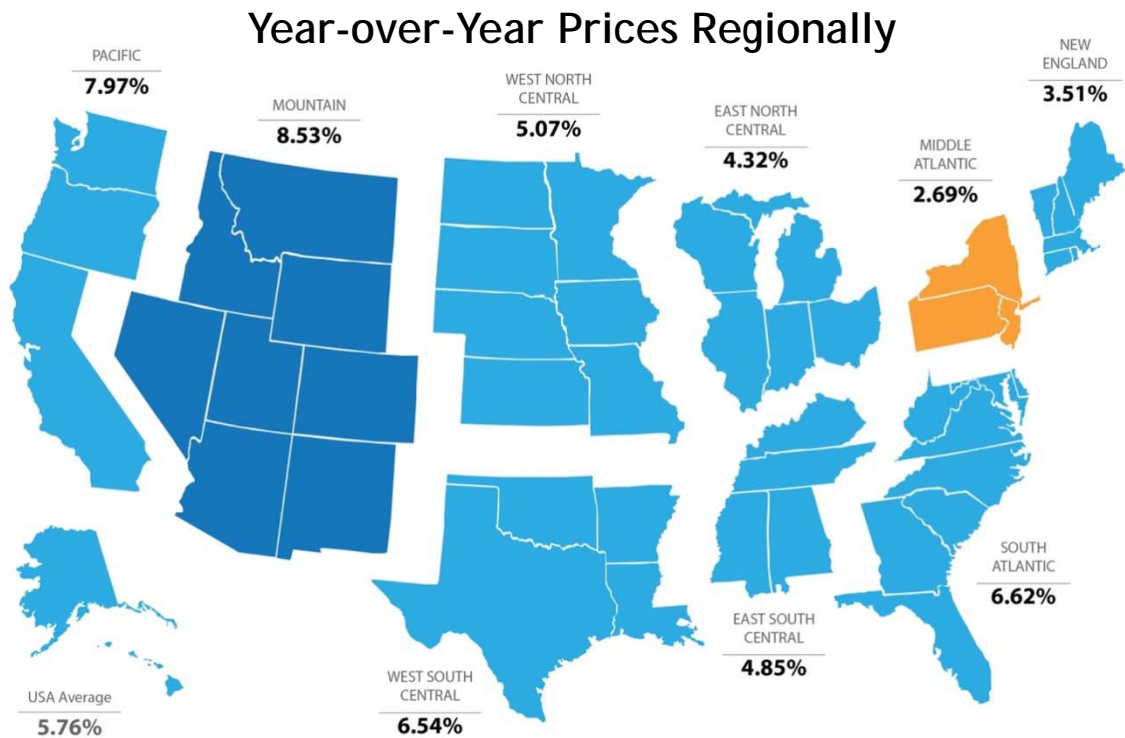 Year-over-Year Prices Regionally
PACIFIC
7.97%
MOUNTAIN
8.53%
WEST NORTH
CENTRAL
5.07%
EAST NORTH
CENTRAL
4.32%
MIDDLE
ATLANTIC
2.69%
NEW
ENGLAND
3.51%
SOUTH
ATLANTIC
6.62%
EAST SOUTH
CENTRAL
4.85%
WEST SOUTH
CENTRAL
6.54%
USA Average
5.76%